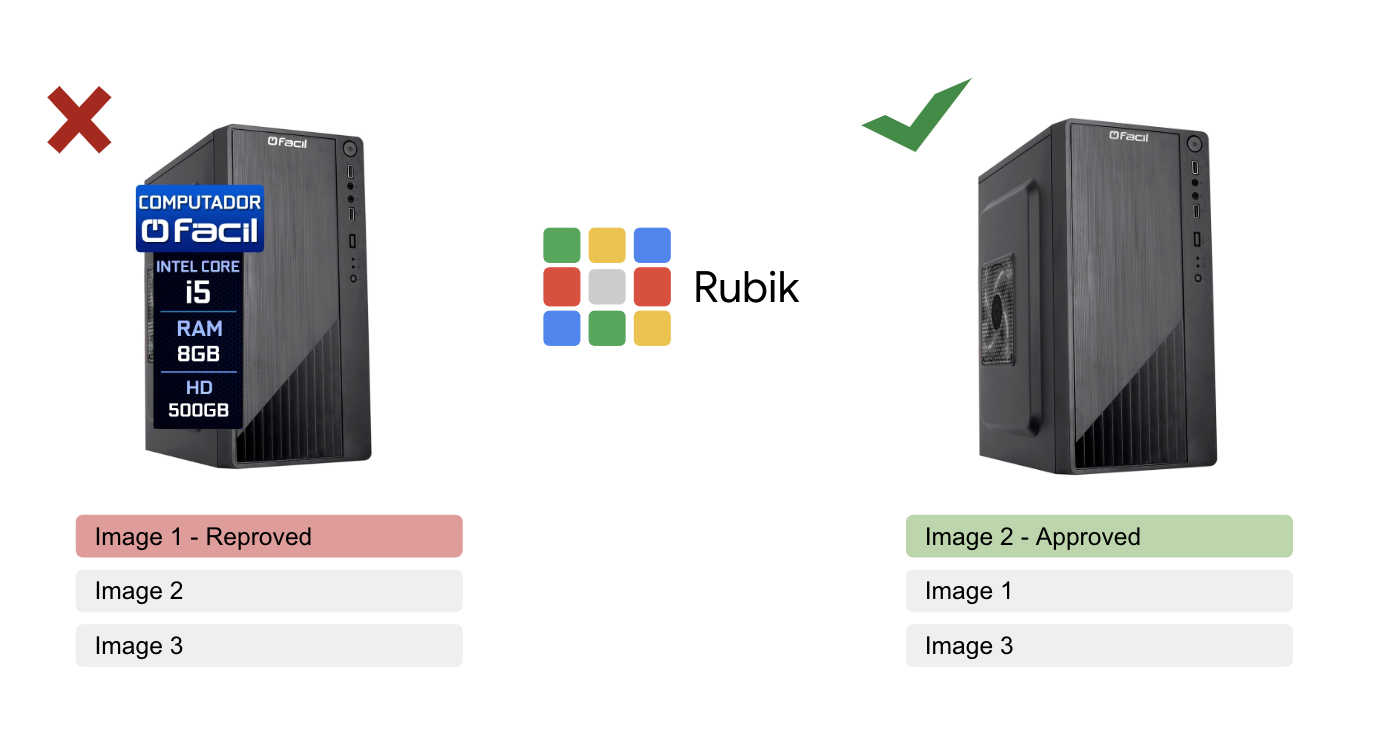 Facil
COMPUTADOR
Facil
INTEL CORE
i5
RAM
8GB
HD
500GB
Image 1 - Reproved
Image 2
Image 3
Rubik
Facil
Image 2 - Approved
Image 1
Image 3